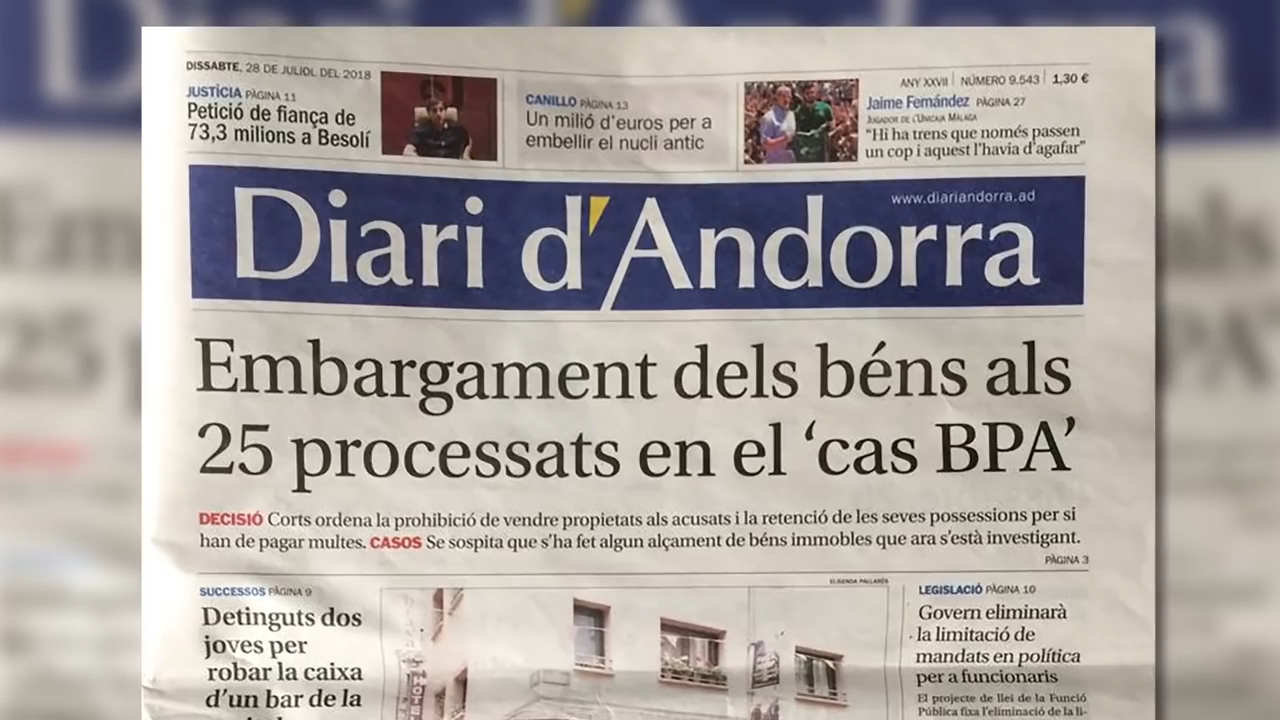 DISSABTE, 28 DE JULIOL DEL 2018
ANY XXVII | NÚMERO 9.543 | 1,30 €
JUSTÍCIA PÀGINA 11
Petició de fiança de
73,3 milions a Besolí
CANILLO PÀGINA 13
Un milió d'euros per a
embellir el nucli antic
Jaime Fernández PÀGINA 27
JUGADOR DE L'UNICAJA MÁLAGA
“Hi ha trens que només passen
un cop i aquest l'havia d'agafar”
www.diariandorra.ad
Diari d'Andorra
Embargament dels béns als
25 processats en el ‘cas BPA’
DECISIÓ Corts ordena la prohibició de vendre propietats als acusats i la retenció de les seves possessions per si
han de pagar multes. CASOS Se sospita que s'ha fet algun alçament de béns immobles que ara s'està investigant.
PÀGINA 3
SUCCESSOS PÀGINA 9
Detinguts dos
joves per
robar la caixa
d'un bar de la
ELISENDA PALLARÉS
HOTEL
LEGISLACIÓ PÀGINA 10
Govern eliminarà
la limitació de
mandats en política
per a funcionaris
El projecte de llei de la Funció
Pública fixa l'eliminació de la li-